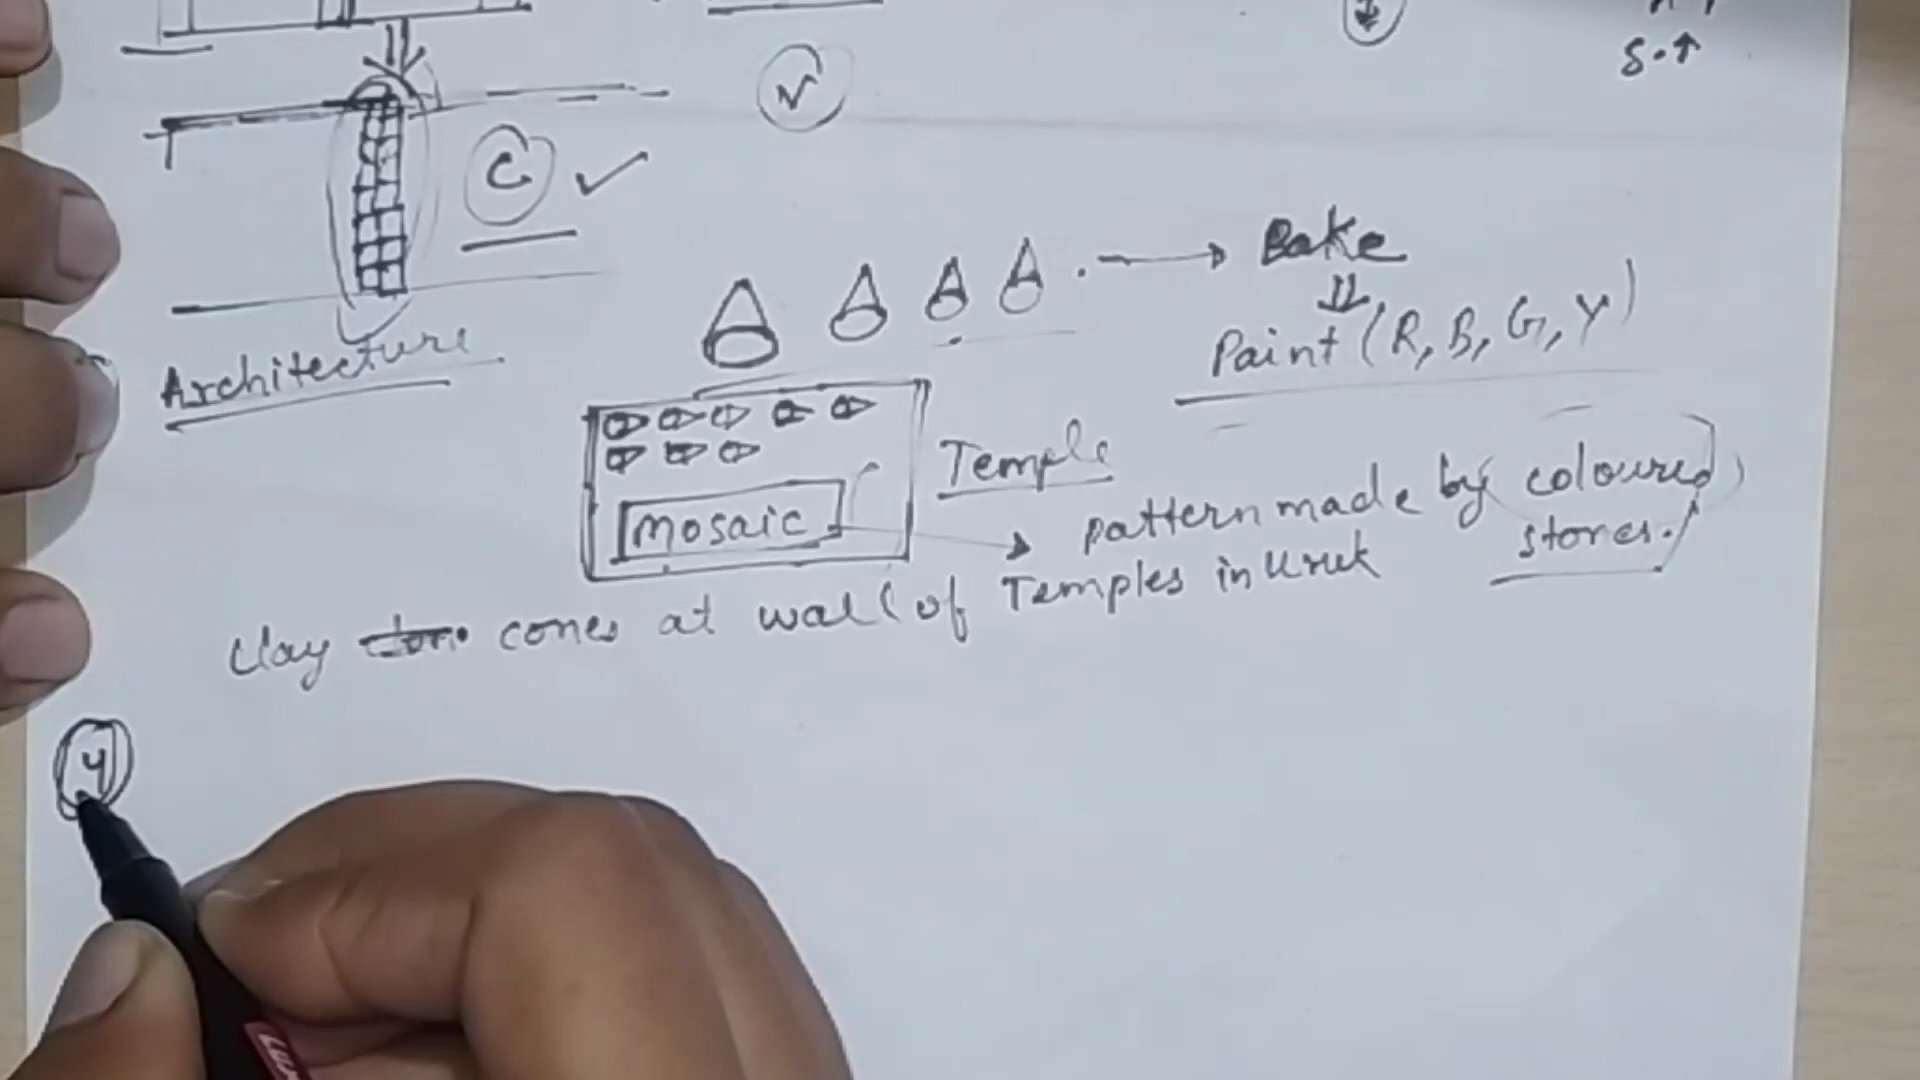 S.↑
C
Bake
Paint (R, B, G, Y)
Architecture
Temple
mosaic
pattern made by coloured
stones.
Clay cones at wall of Temples in Uruk
4